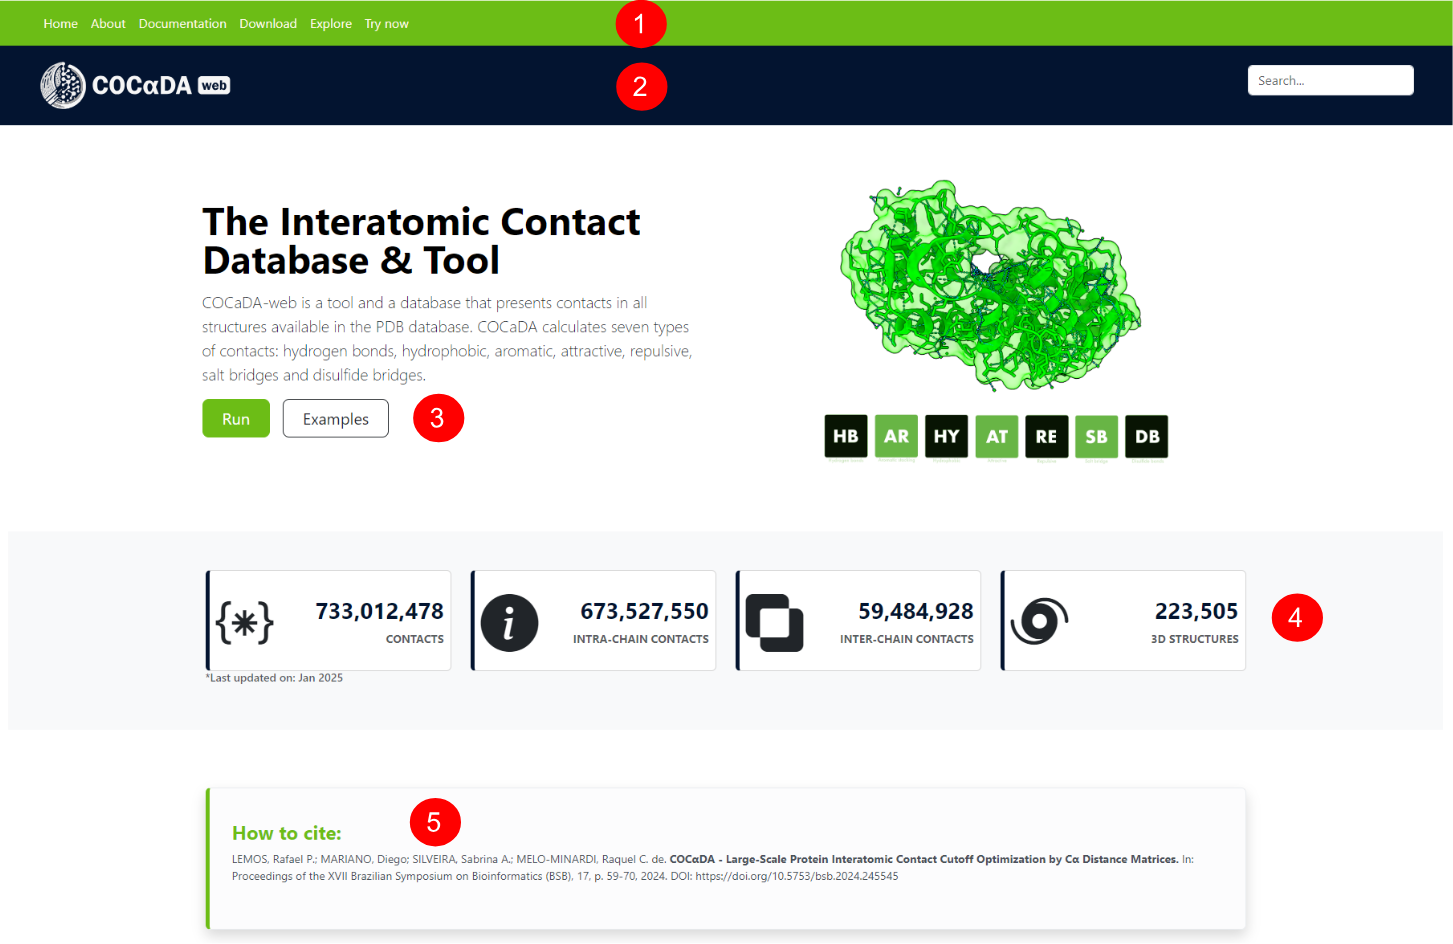 Home About Documentation Download Explore Try now
1
COCαDA web
2
Search...
The Interatomic Contact
Database & Tool
COCaDA-web is a tool and a database that presents contacts in all
structures available in the PDB database. COCaDA calculates seven types
of contacts: hydrogen bonds, hydrophobic, aromatic, attractive, repulsive,
salt bridges and disulfide bridges.
Run Examples
3
HB AR HY AT RE SB DB
733,012,478
CONTACTS
673,527,550
INTRA-CHAIN CONTACTS
59,484,928
INTER-CHAIN CONTACTS
223,505
3D STRUCTURES
4
*Last updated on: Jan 2025
How to cite:
5
LEMOS, Rafael P.; MARIANO, Diego; SILVEIRA, Sabrina A.; MELO-MINARDI, Raquel C. de. COCαDA - Large-Scale Protein Interatomic Contact Cutoff Optimization by Cα Distance Matrices. In:
Proceedings of the XVII Brazilian Symposium on Bioinformatics (BSB), 17, p. 59-70, 2024. DOI: https://doi.org/10.5753/bsb.2024.245545